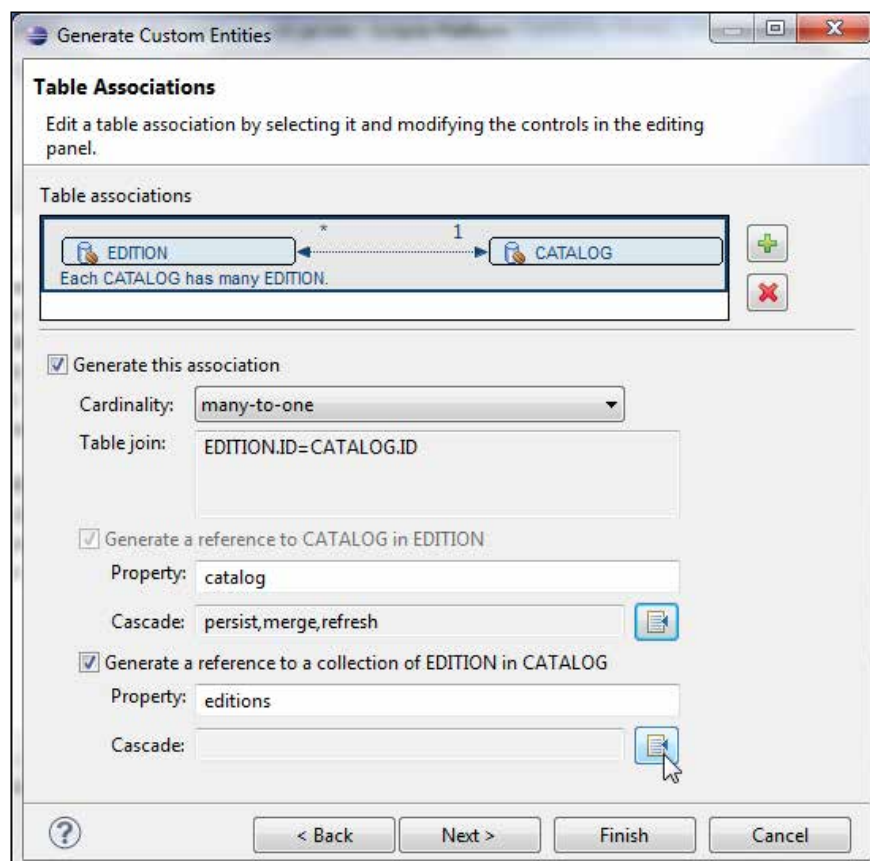 Generate Custom Entities
Table Associations
Edit a table association by selecting it and modifying the controls in the editing
panel.
Table associations
* 1
EDITION CATALOG
Each CATALOG has many EDITION.
Generate this association
Cardinality: many-to-one
Table join: EDITION.ID=CATALOG.ID
Generate a reference to CATALOG in EDITION
Property: catalog
Cascade: persist,merge,refresh
Generate a reference to a collection of EDITION in CATALOG
Property: editions
Cascade:
? < Back Next > Finish Cancel